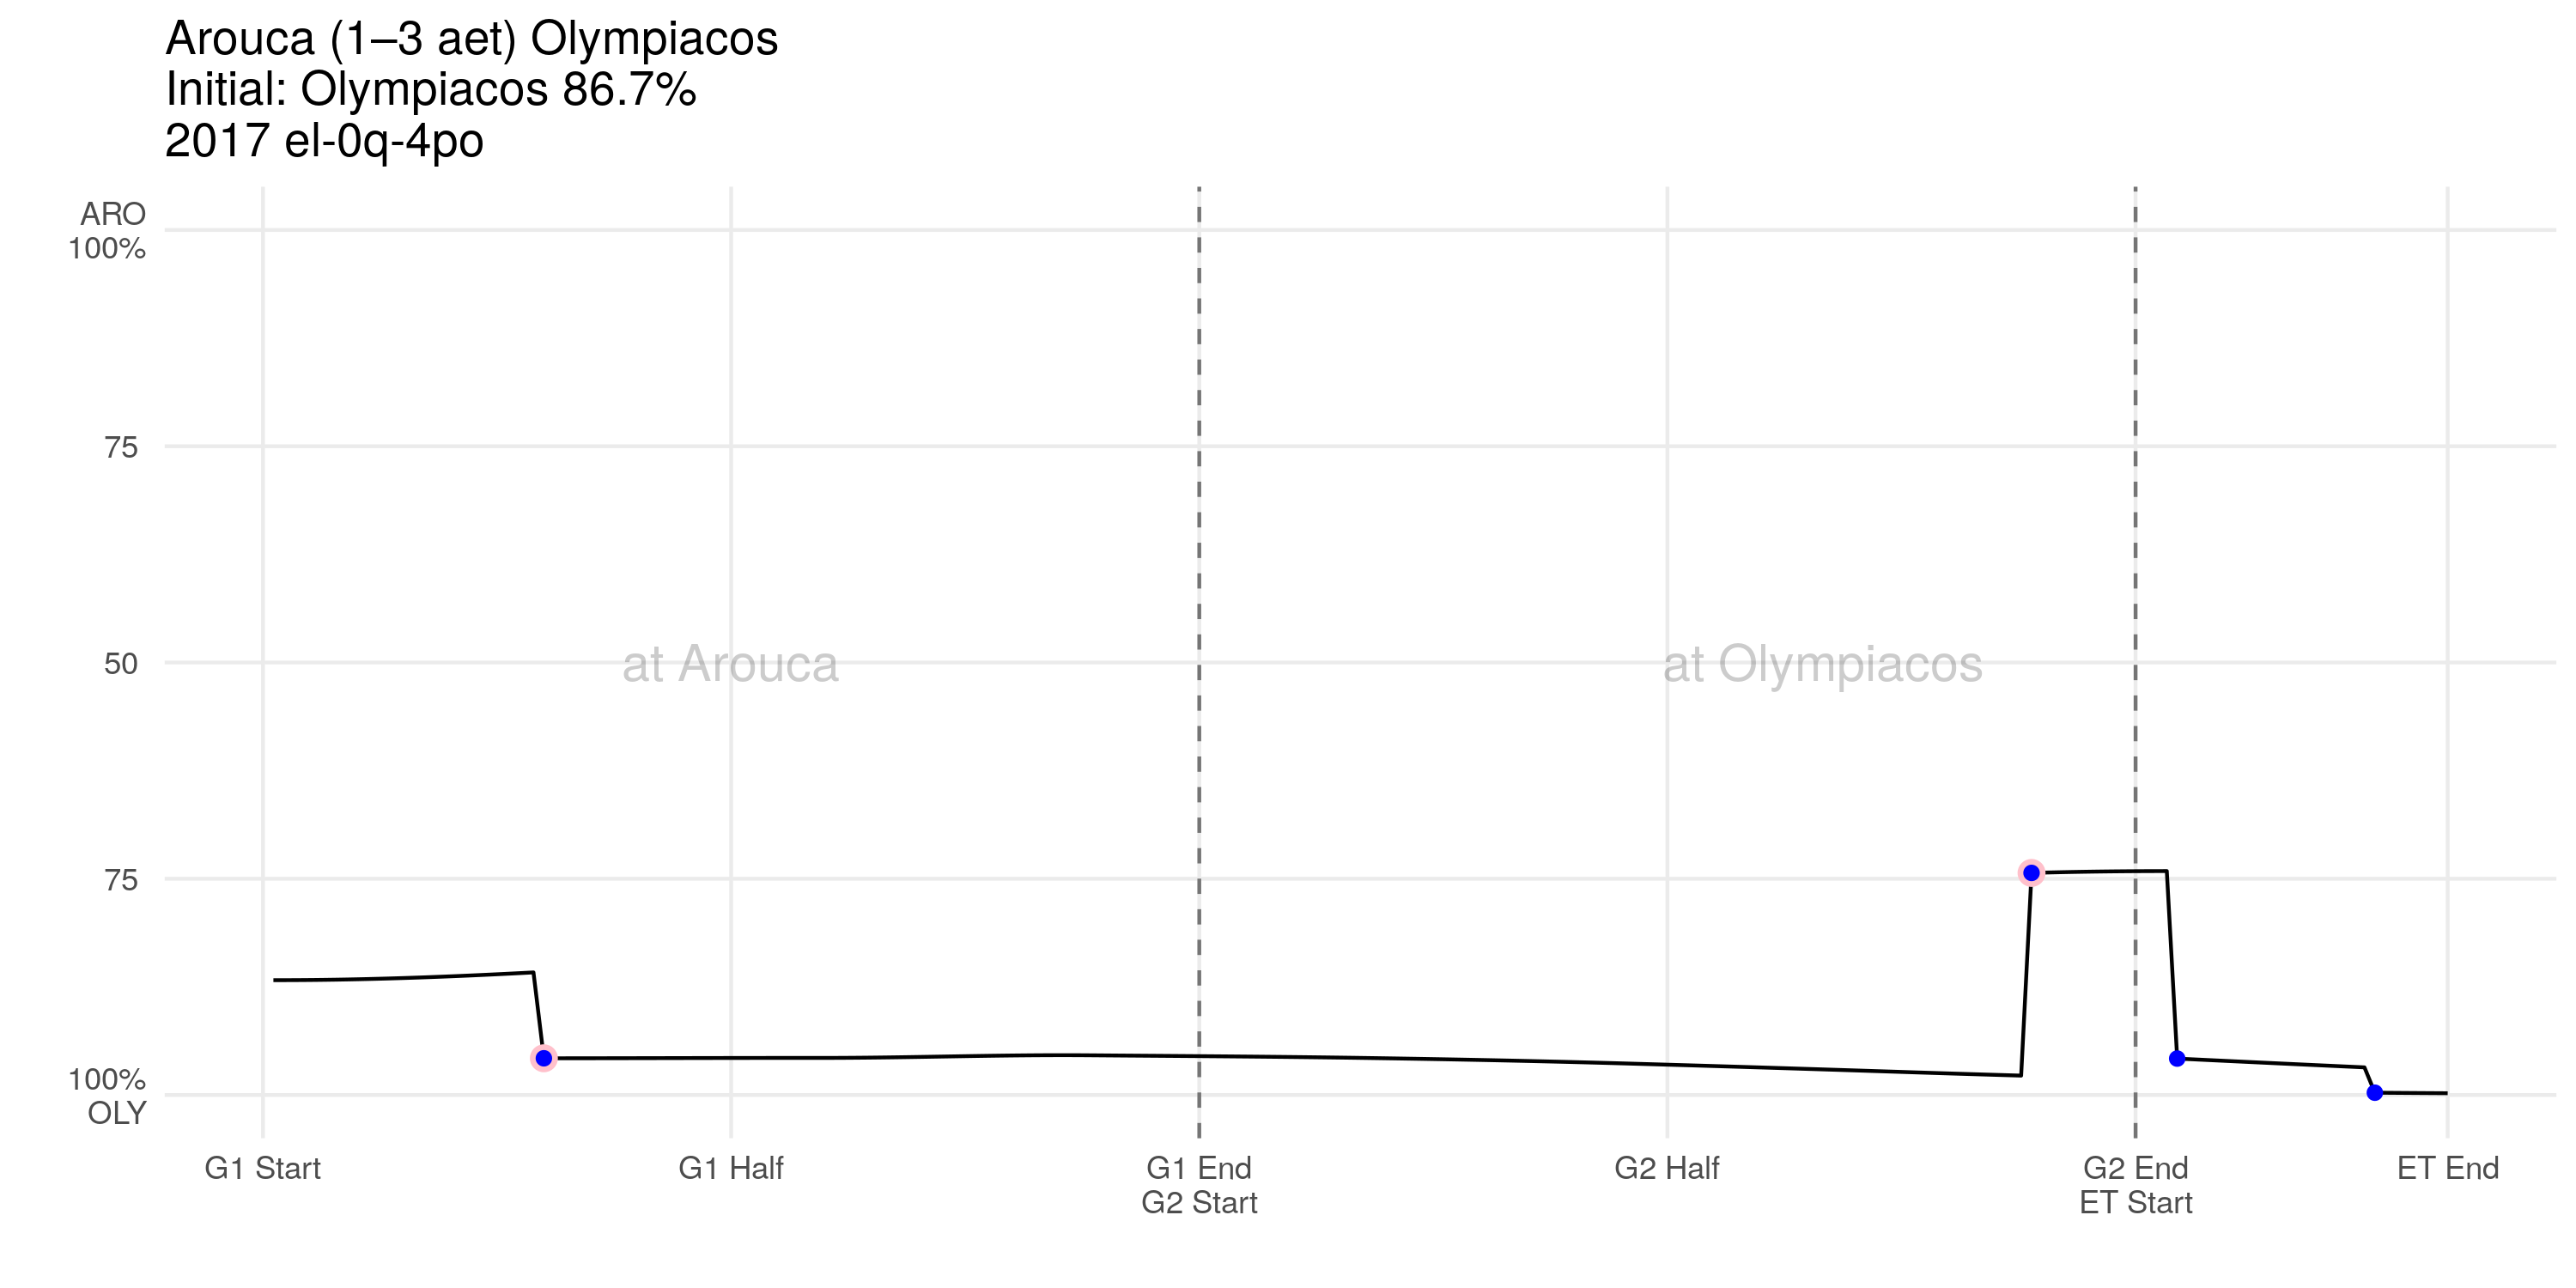 Arouca (1–3 aet) Olympiacos
Initial: Olympiacos 86.7%
2017 el-0q-4po
ARO
100%
75
50
75
100%
OLY
at Arouca
at Olympiacos
G1 Start
G1 Half
G1 End
G2 Start
G2 Half
G2 End
ET Start
ET End